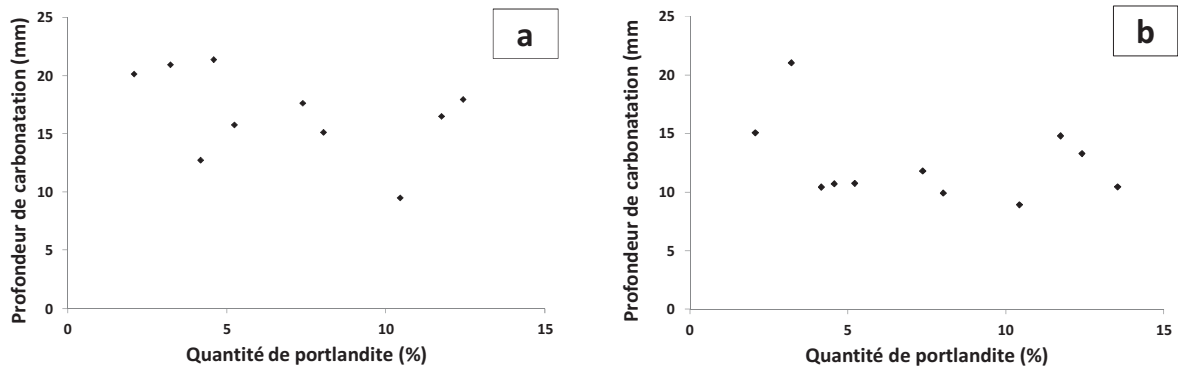 a
25
20
15
10
5
0
Profondeur de carbonatation (mm)
0 5 10 15
Quantité de portlandite (%)
b
25
20
15
10
5
0
Profondeur de carbonatation (mm
0 5 10 15
Quantité de portlandite (%)